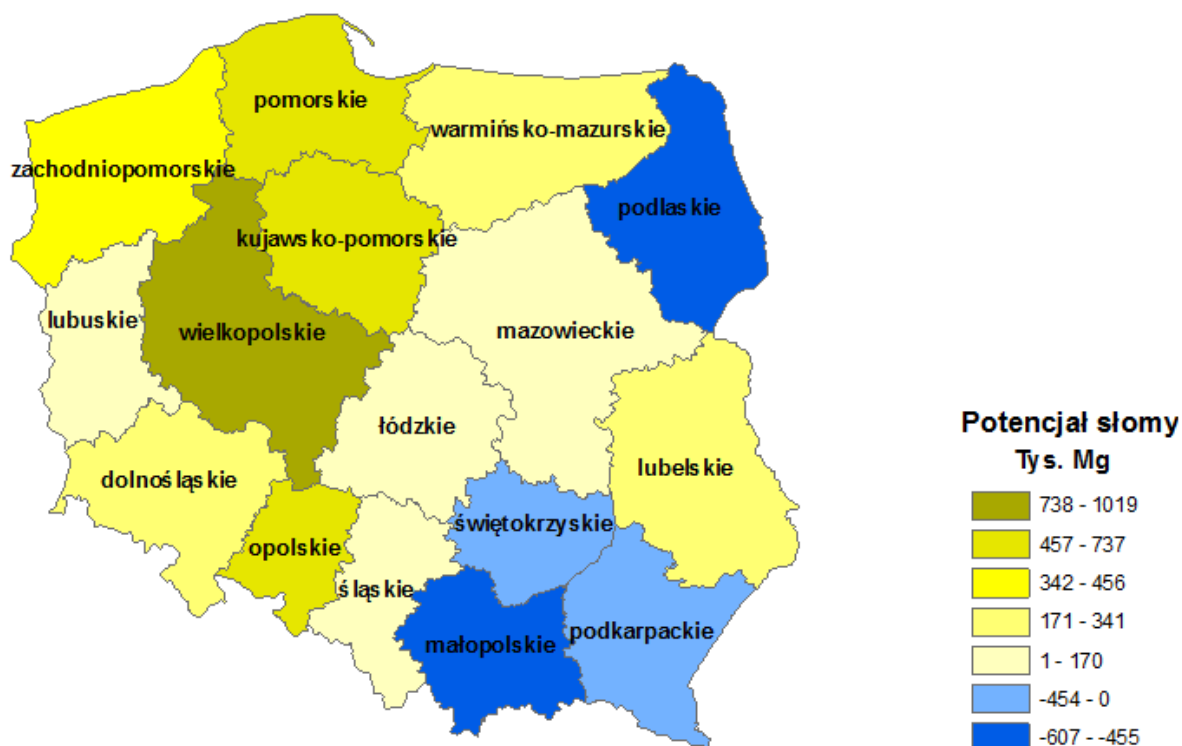 pomorskie
warmińsko-mazurskie
zachodniopomorskie
podlaskie
kujawsko-pomorskie
lubuskie
wielkopolskie
mazowieckie
łódzkie
lubelskie
dolnośląskie
świętokrzyskie
opolskie
śląskie
małopolskie
podkarpackie
Potencjał słomy
Tys. Mg
738 - 1019
457 - 737
342 - 456
171 - 341
1 - 170
-454 - 0
-607 - -455